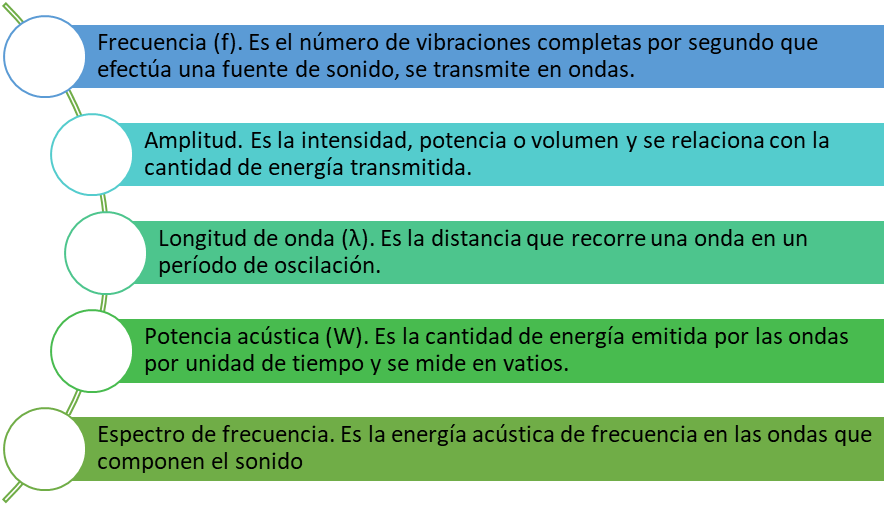 Frecuencia (f). Es el número de vibraciones completas por segundo que
efectúa una fuente de sonido, se transmite en ondas.
Amplitud. Es la intensidad, potencia o volumen y se relaciona con la
cantidad de energía transmitida.
Longitud de onda (λ). Es la distancia que recorre una onda en un
período de oscilación.
Potencia acústica (W). Es la cantidad de energía emitida por las ondas
por unidad de tiempo y se mide en vatios.
Espectro de frecuencia. Es la energía acústica de frecuencia en las ondas que
componen el sonido